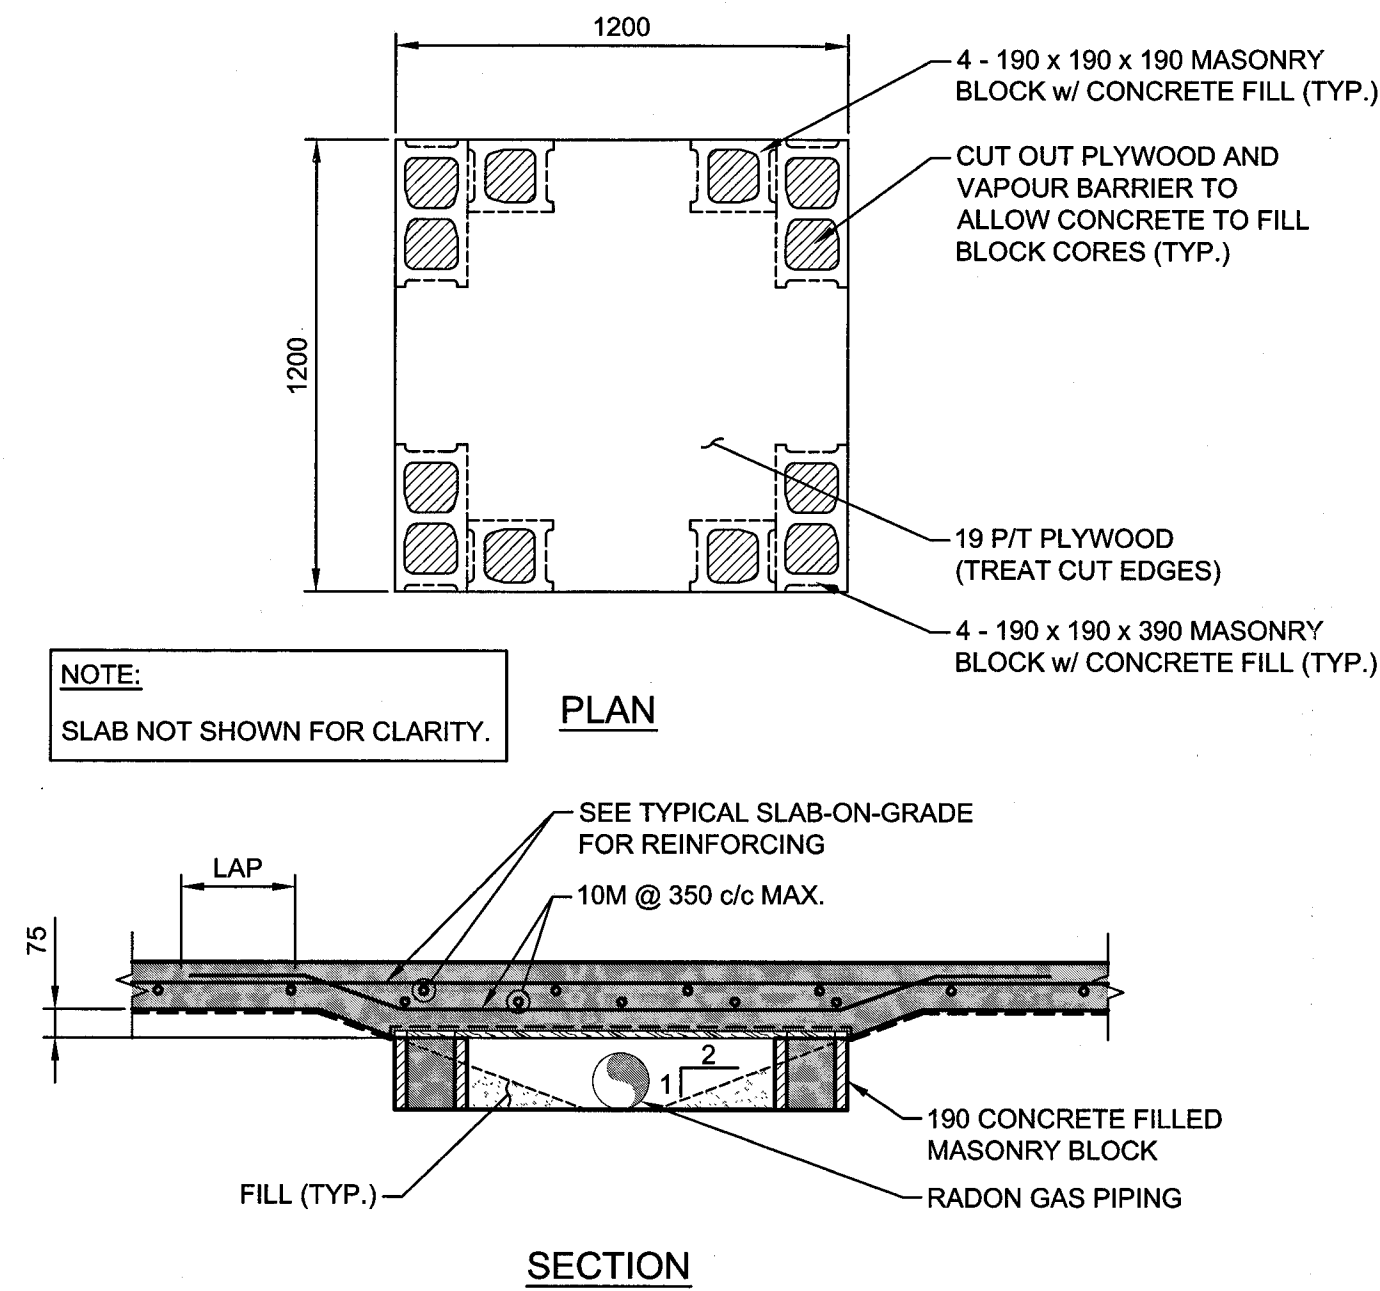 1200
4 - 190 x 190 x 190 MASONRY
BLOCK w/ CONCRETE FILL (TYP.)
CUT OUT PLYWOOD AND
VAPOUR BARRIER TO
ALLOW CONCRETE TO FILL
BLOCK CORES (TYP.)
1200
19 P/T PLYWOOD
(TREAT CUT EDGES)
4 - 190 x 190 x 390 MASONRY
BLOCK w/ CONCRETE FILL (TYP.)
NOTE:
SLAB NOT SHOWN FOR CLARITY.
PLAN
SEE TYPICAL SLAB-ON-GRADE
FOR REINFORCING
LAP
10M @ 350 c/c MAX.
75
2
1
190 CONCRETE FILLED
MASONRY BLOCK
FILL (TYP.)
RADON GAS PIPING
SECTION